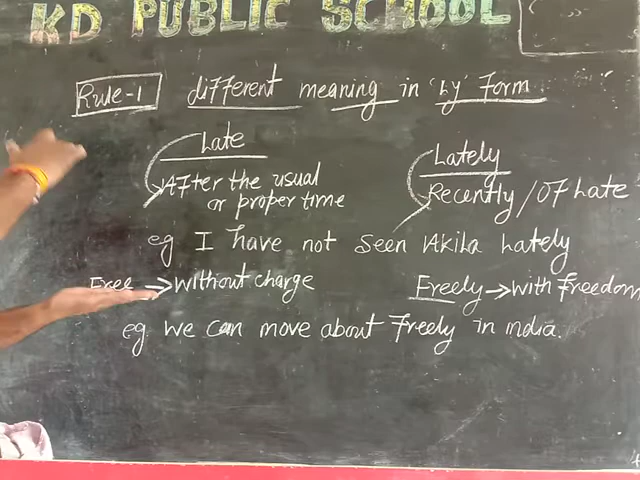 KD PUBLIC SCHOOL
Rule-1 different meaning in 'Ly' Form
Late Lately
After the usual Recently / Of Late
or proper time
eg I have not seen Akila Lately
Free → Without charge Freely → with freedom
eg we can move about Freely in india.